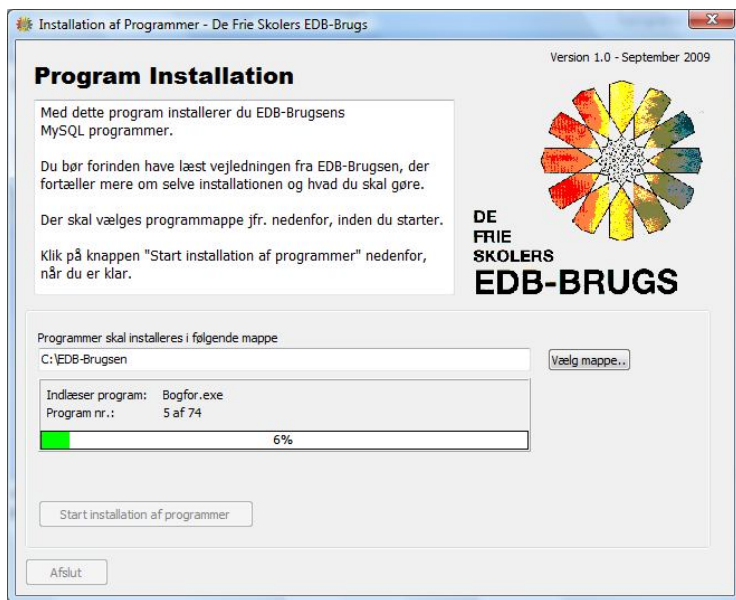 Installation af Programmer - De Frie Skolers EDB-Brugs
Version 1.0 - September 2009
Program Installation
Med dette program installerer du EDB-Brugsens
MySQL programmer.
Du bør forinden have læst vejledningen fra EDB-Brugsen, der
fortæller mere om selve installationen og hvad du skal gøre.
Der skal vælges programmappe jfr. nedenfor, inden du starter.
Klik på knappen "Start installation af programmer" nedenfor,
når du er klar.
DE
FRIE
SKOLERS
EDB-BRUGS
Programmer skal installeres i følgende mappe
C:\EDB-Brugsen
Vælg mappe..
Indlæser program: Bogfor.exe
Program nr.: 5 af 74
6%
Start installation af programmer
Afslut